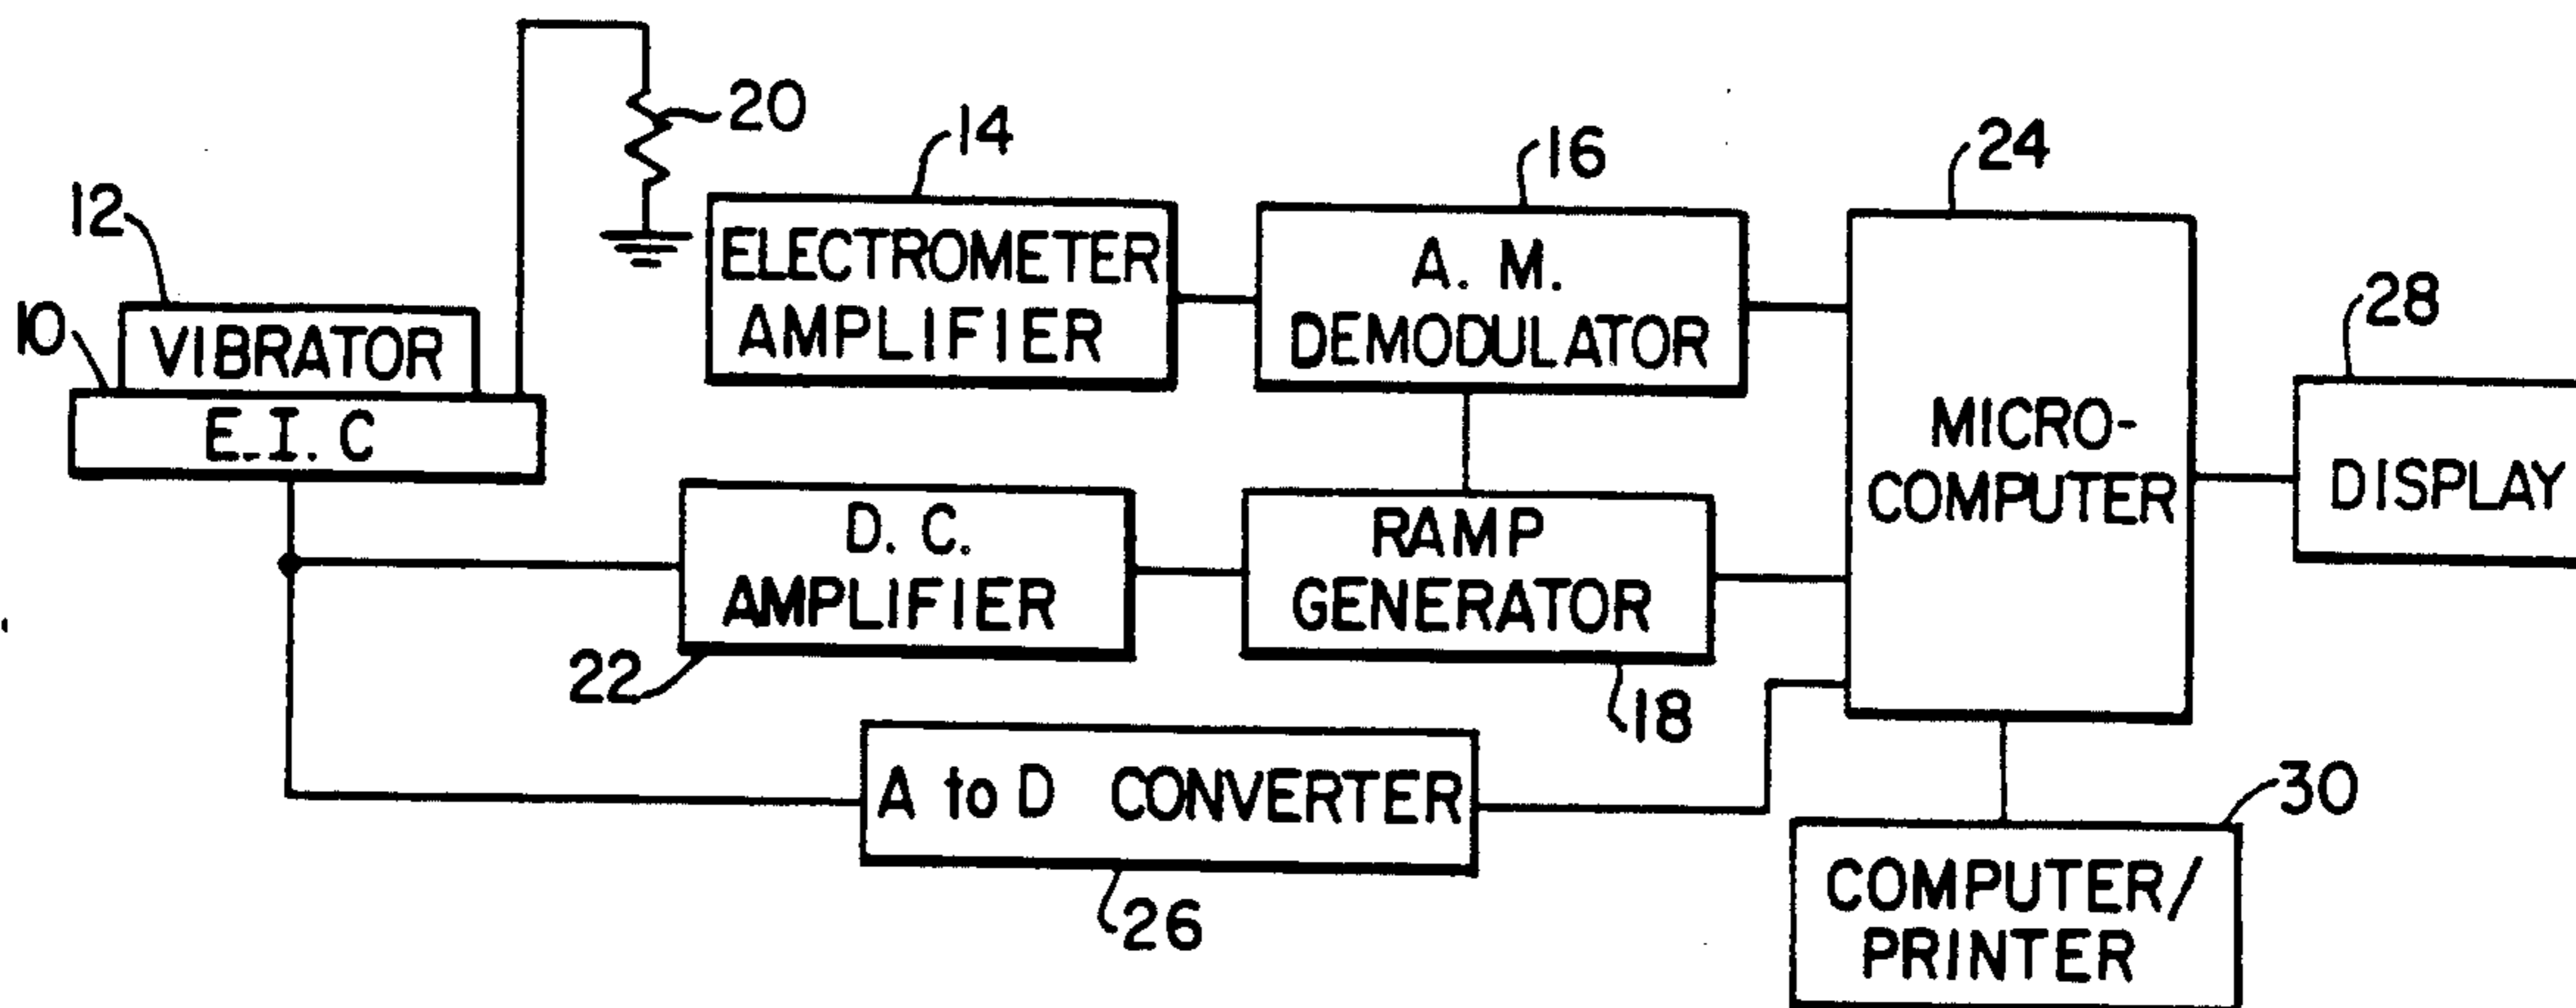 20
14
16
24
12
ELECTROMETER
AMPLIFIER
A. M.
DEMODULATOR
28
10
VIBRATOR
E.I.C
MICRO-
COMPUTER
DISPLAY
D. C.
AMPLIFIER
RAMP
GENERATOR
22
18
A to D CONVERTER
30
26
COMPUTER/
PRINTER